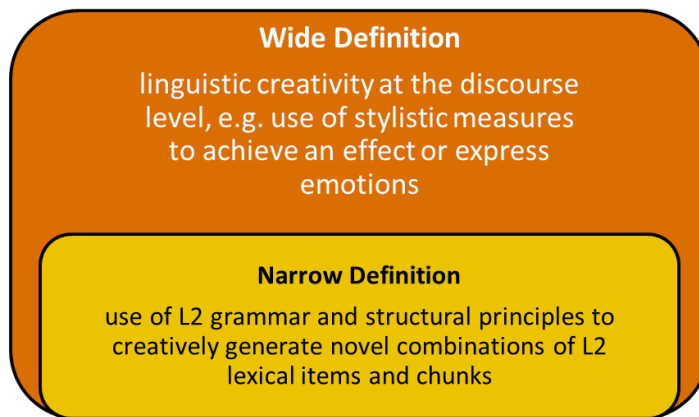 Wide Definition
linguistic creativity at the discourse
level, e.g. use of stylistic measures
to achieve an effect or express
emotions
Narrow Definition
use of L2 grammar and structural principles to
creatively generate novel combinations of L2
lexical items and chunks